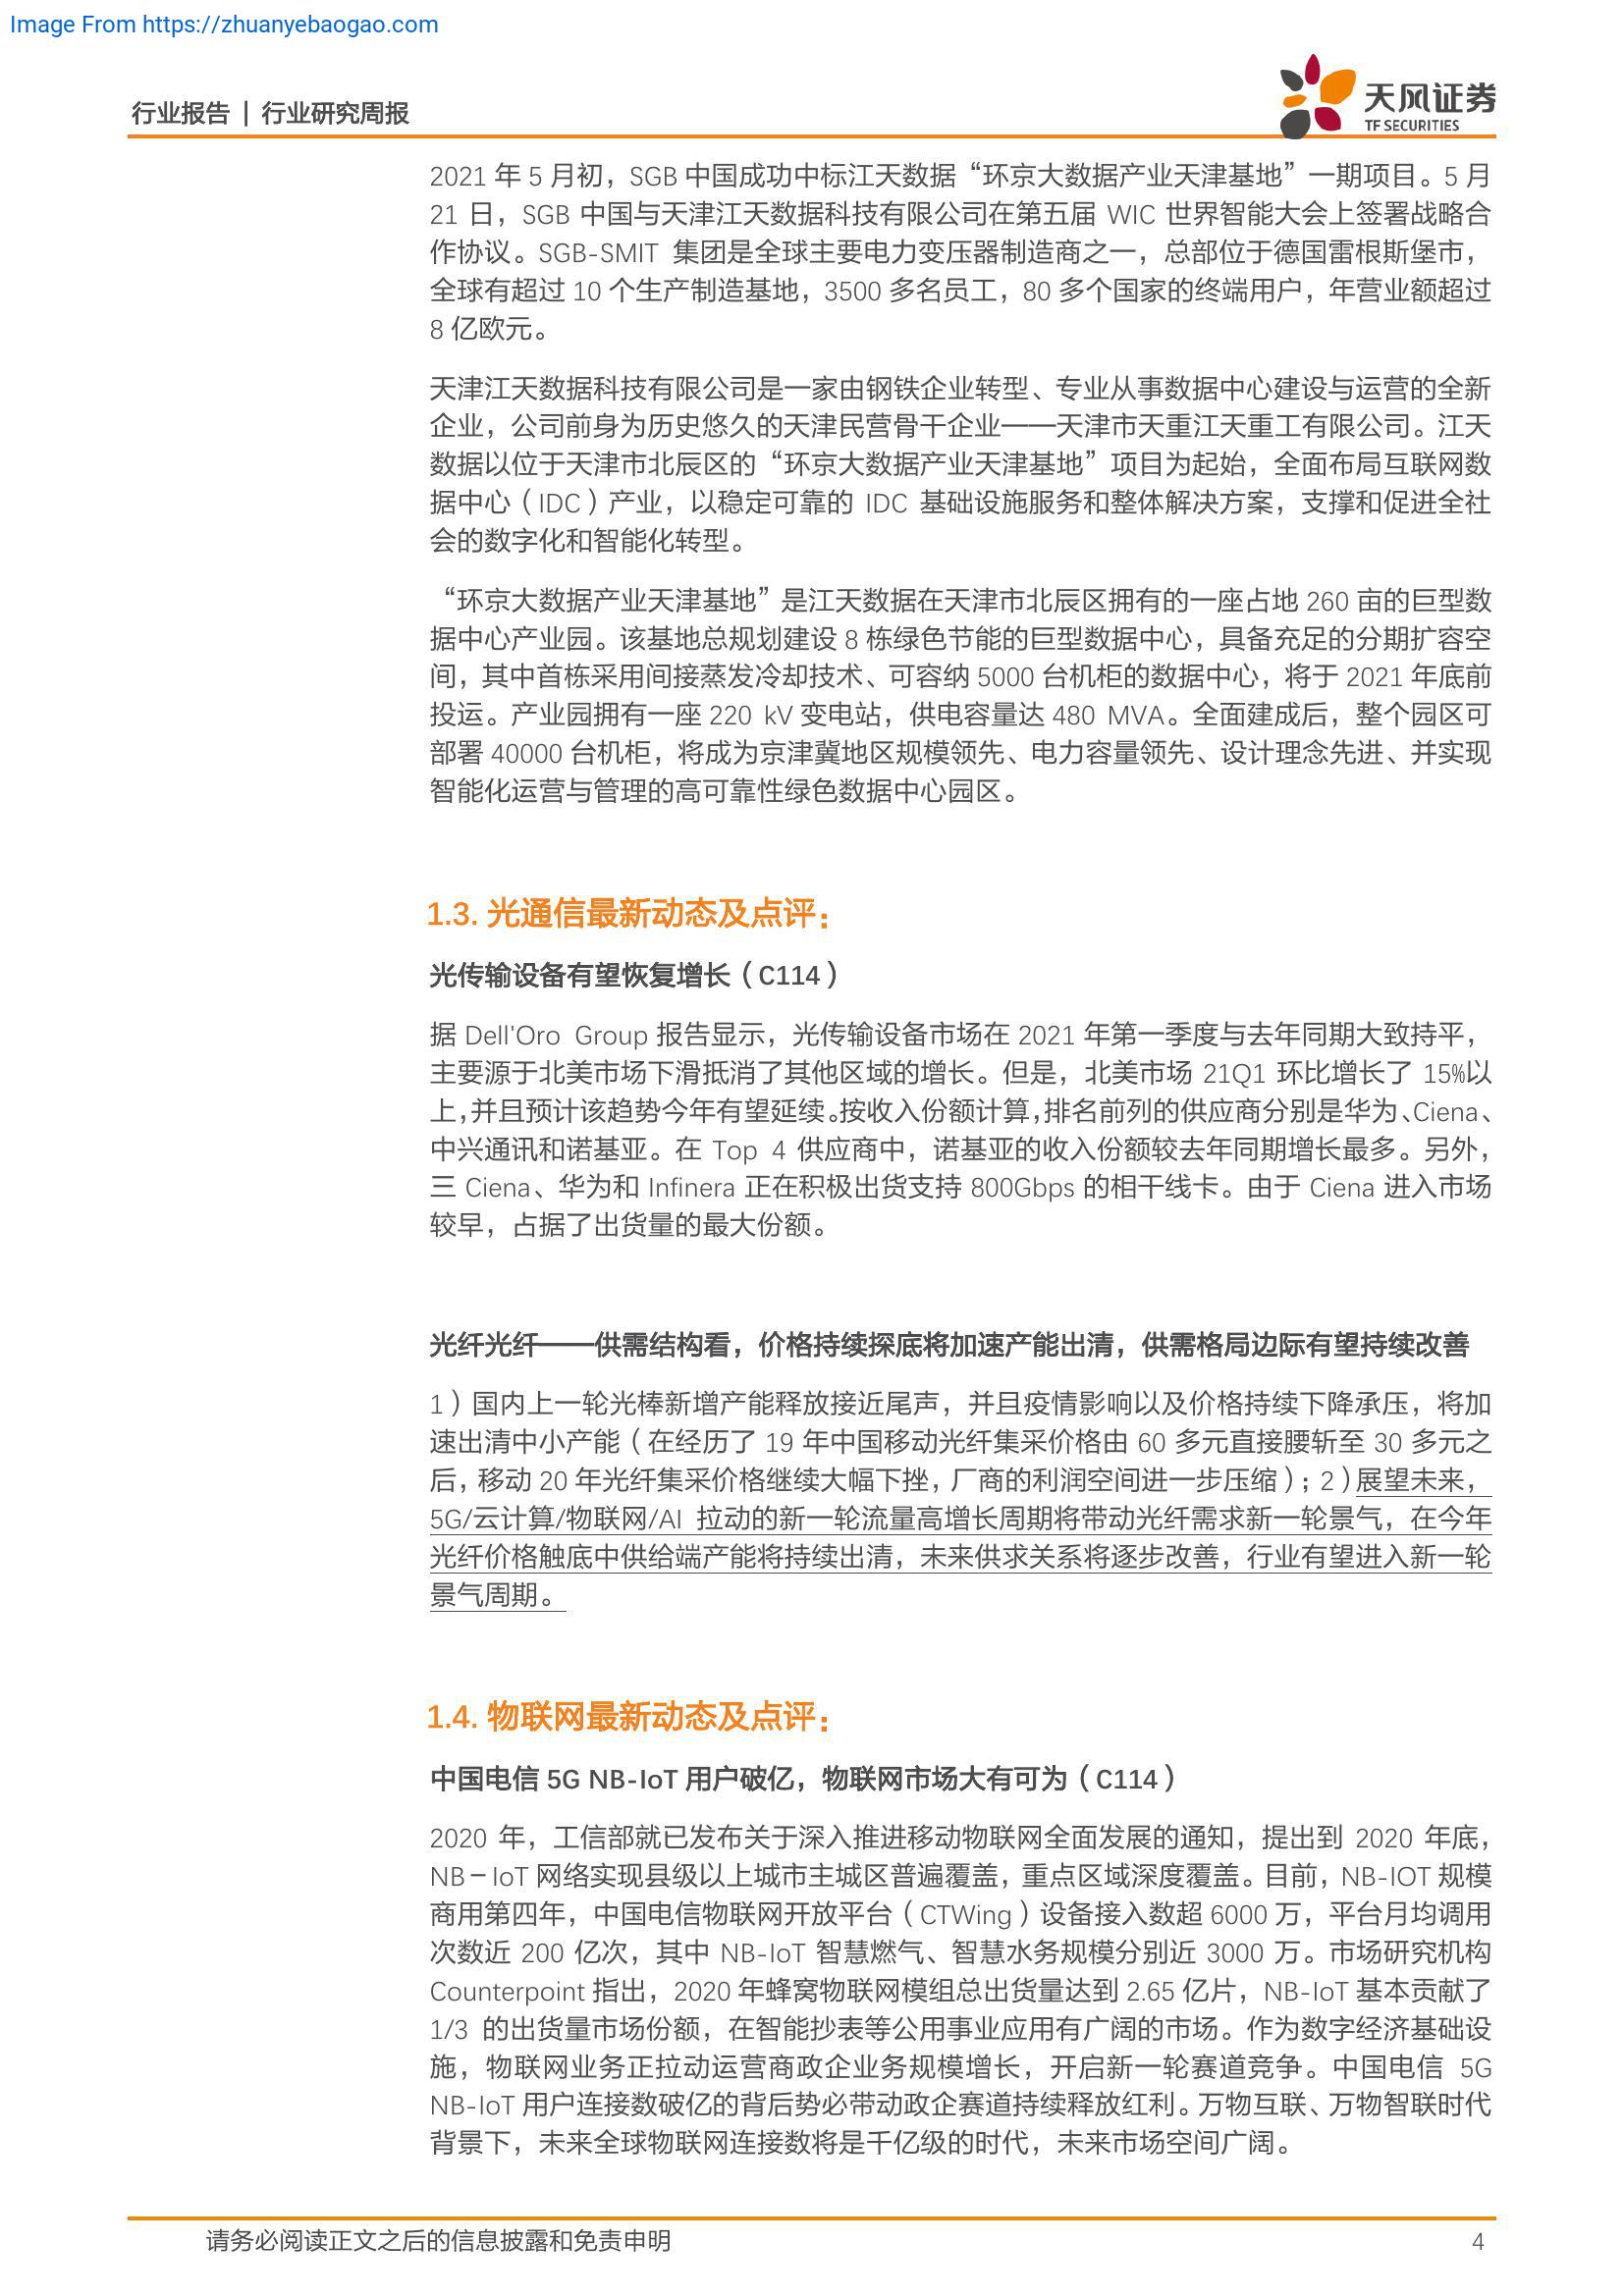 Image From https://zhuanyebaogao.com
行业报告 | 行业研究周报
天风证券
TF SECURITIES
2021 年 5 月初，SGB 中国成功中标江天数据“环京大数据产业天津基地”一期项目。5 月
21 日，SGB 中国与天津江天数据科技有限公司在第五届 WIC 世界智能大会上签署战略合
作协议。SGB-SMIT 集团是全球主要电力变压器制造商之一，总部位于德国雷根斯堡市，
全球有超过 10 个生产制造基地，3500 多名员工，80 多个国家的终端用户，年营业额超过
8 亿欧元。
天津江天数据科技有限公司是一家由钢铁企业转型、专业从事数据中心建设与运营的全新
企业，公司前身为历史悠久的天津民营骨干企业——天津市天重江天重工有限公司。江天
数据以位于天津市北辰区的“环京大数据产业天津基地”项目为起始，全面布局互联网数
据中心（IDC）产业，以稳定可靠的 IDC 基础设施服务和整体解决方案，支撑和促进全社
会的数字化和智能化转型。
“环京大数据产业天津基地”是江天数据在天津市北辰区拥有的一座占地 260 亩的巨型数
据中心产业园。该基地总规划建设 8 栋绿色节能的巨型数据中心，具备充足的分期扩容空
间，其中首栋采用间接蒸发冷却技术、可容纳 5000 台机柜的数据中心，将于 2021 年底前
投运。产业园拥有一座 220 kV 变电站，供电容量达 480 MVA。全面建成后，整个园区可
部署 40000 台机柜，将成为京津冀地区规模领先、电力容量领先、设计理念先进、并实现
智能化运营与管理的高可靠性绿色数据中心园区。
1.3. 光通信最新动态及点评：
光传输设备有望恢复增长（C114）
据 Dell'Oro Group 报告显示，光传输设备市场在 2021 年第一季度与去年同期大致持平，
主要源于北美市场下滑抵消了其他区域的增长。但是，北美市场 21Q1 环比增长了 15%以
上，并且预计该趋势今年有望延续。按收入份额计算，排名前列的供应商分别是华为、Ciena、
中兴通讯和诺基亚。在 Top 4 供应商中，诺基亚的收入份额较去年同期增长最多。另外，
三 Ciena、华为和 Infinera 正在积极出货支持 800Gbps 的相干线卡。由于 Ciena 进入市场
较早，占据了出货量的最大份额。
光纤光纤——供需结构看，价格持续探底将加速产能出清，供需格局边际有望持续改善
1）国内上一轮光棒新增产能释放接近尾声，并且疫情影响以及价格持续下降承压，将加
速出清中小产能（在经历了 19 年中国移动光纤集采价格由 60 多元直接腰斩至 30 多元之
后，移动 20 年光纤集采价格继续大幅下挫，厂商的利润空间进一步压缩）；2）展望未来，
5G/云计算/物联网/AI 拉动的新一轮流量高增长周期将带动光纤需求新一轮景气，在今年
光纤价格触底中供给端产能将持续出清，未来供求关系将逐步改善，行业有望进入新一轮
景气周期。
1.4. 物联网最新动态及点评：
中国电信 5G NB-IoT 用户破亿，物联网市场大有可为（C114）
2020 年，工信部就已发布关于深入推进移动物联网全面发展的通知，提出到 2020 年底，
NB－IoT 网络实现县级以上城市主城区普遍覆盖，重点区域深度覆盖。目前，NB-IOT 规模
商用第四年，中国电信物联网开放平台（CTWing）设备接入数超 6000 万，平台月均调用
次数近 200 亿次，其中 NB-IoT 智慧燃气、智慧水务规模分别近 3000 万。市场研究机构
Counterpoint 指出，2020 年蜂窝物联网模组总出货量达到 2.65 亿片，NB-IoT 基本贡献了
1/3 的出货量市场份额，在智能抄表等公用事业应用有广阔的市场。作为数字经济基础设
施，物联网业务正拉动运营商政企业务规模增长，开启新一轮赛道竞争。中国电信 5G
NB-IoT 用户连接数破亿的背后势必带动政企赛道持续释放红利。万物互联、万物智联时代
背景下，未来全球物联网连接数将是千亿级的时代，未来市场空间广阔。
请务必阅读正文之后的信息披露和免责申明
4